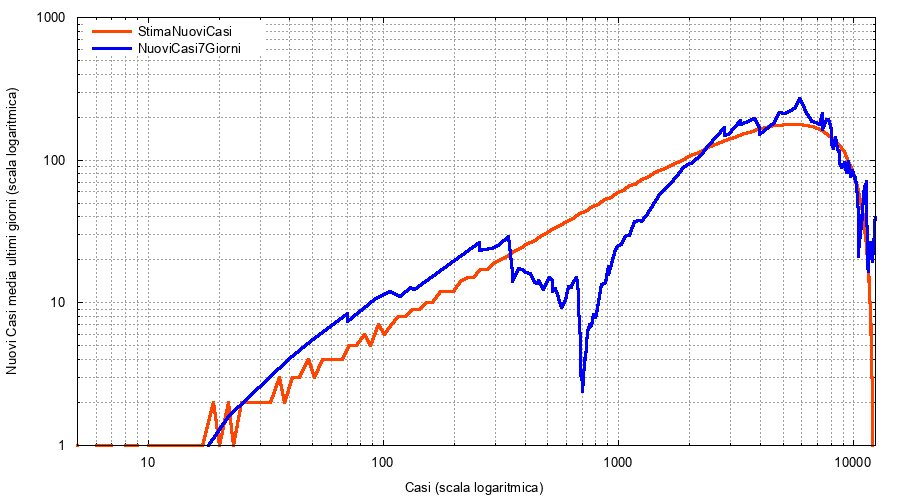 1000
StimaNuoviCasi
NuoviCasi7Giorni
100
10
1
10
100
1000
10000
Nuovi Casi media ultimi giorni (scala logaritmica)
Casi (scala logaritmica)